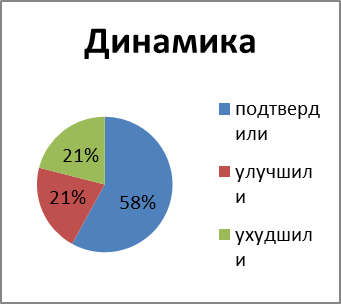 Динамика
подтверд
или
улучшил
и
ухудшил
и
21%
21%
58%